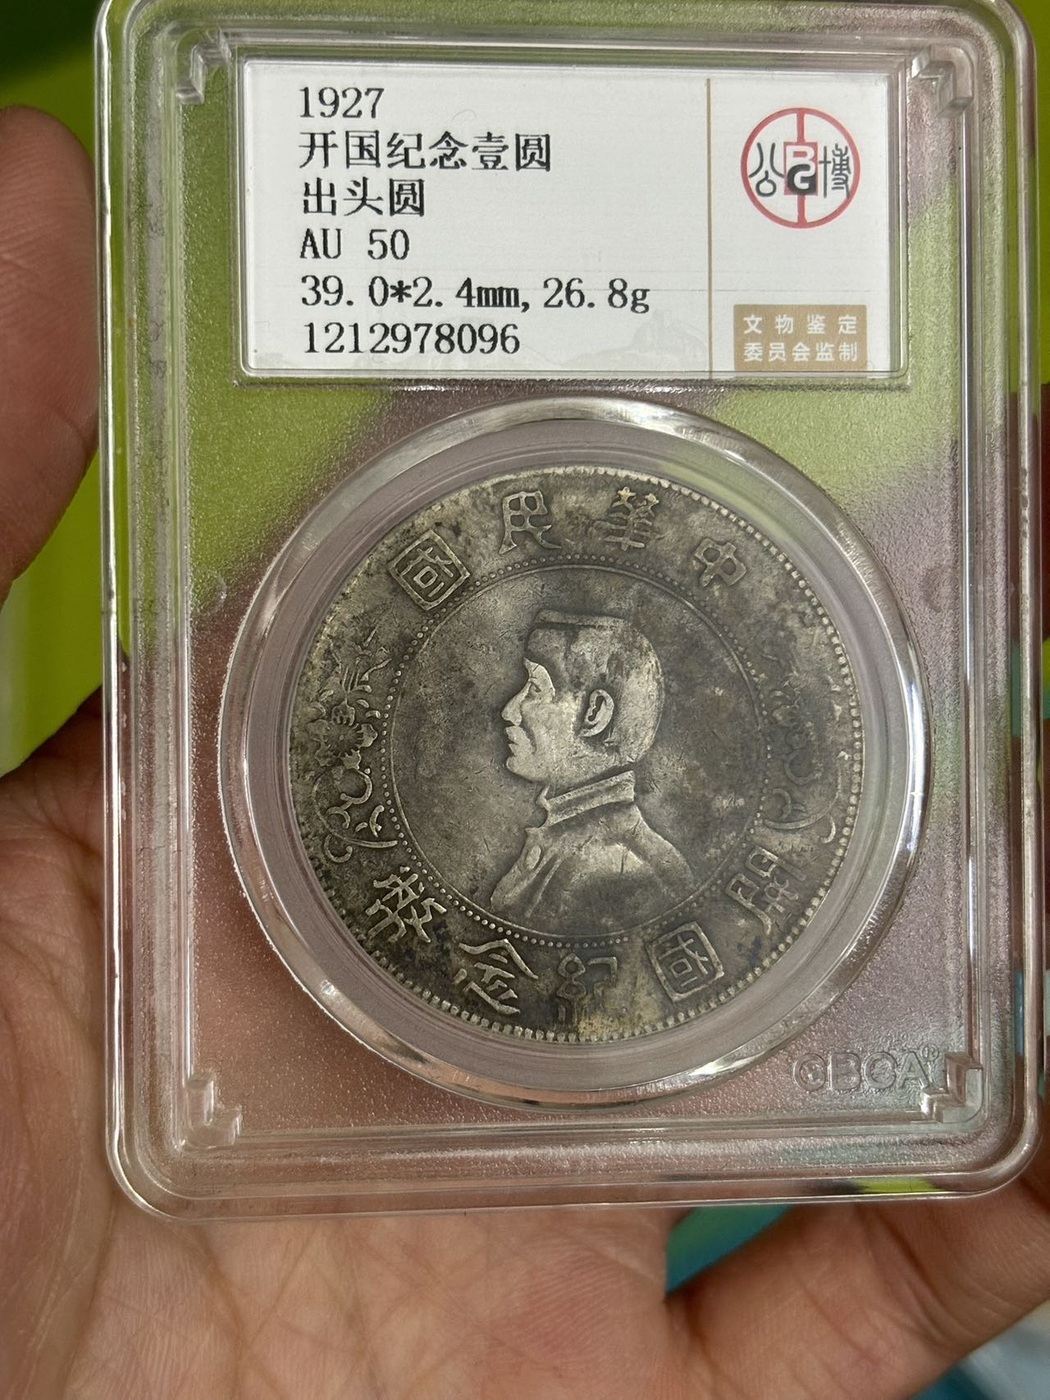 1927
开国纪念壹圆
出头圆
AU 50
39.0*2.4mm,26.8g
1212978096
公 BG 博
文物鉴定
委员会监制
中華民國
開國紀念幣
©BCA